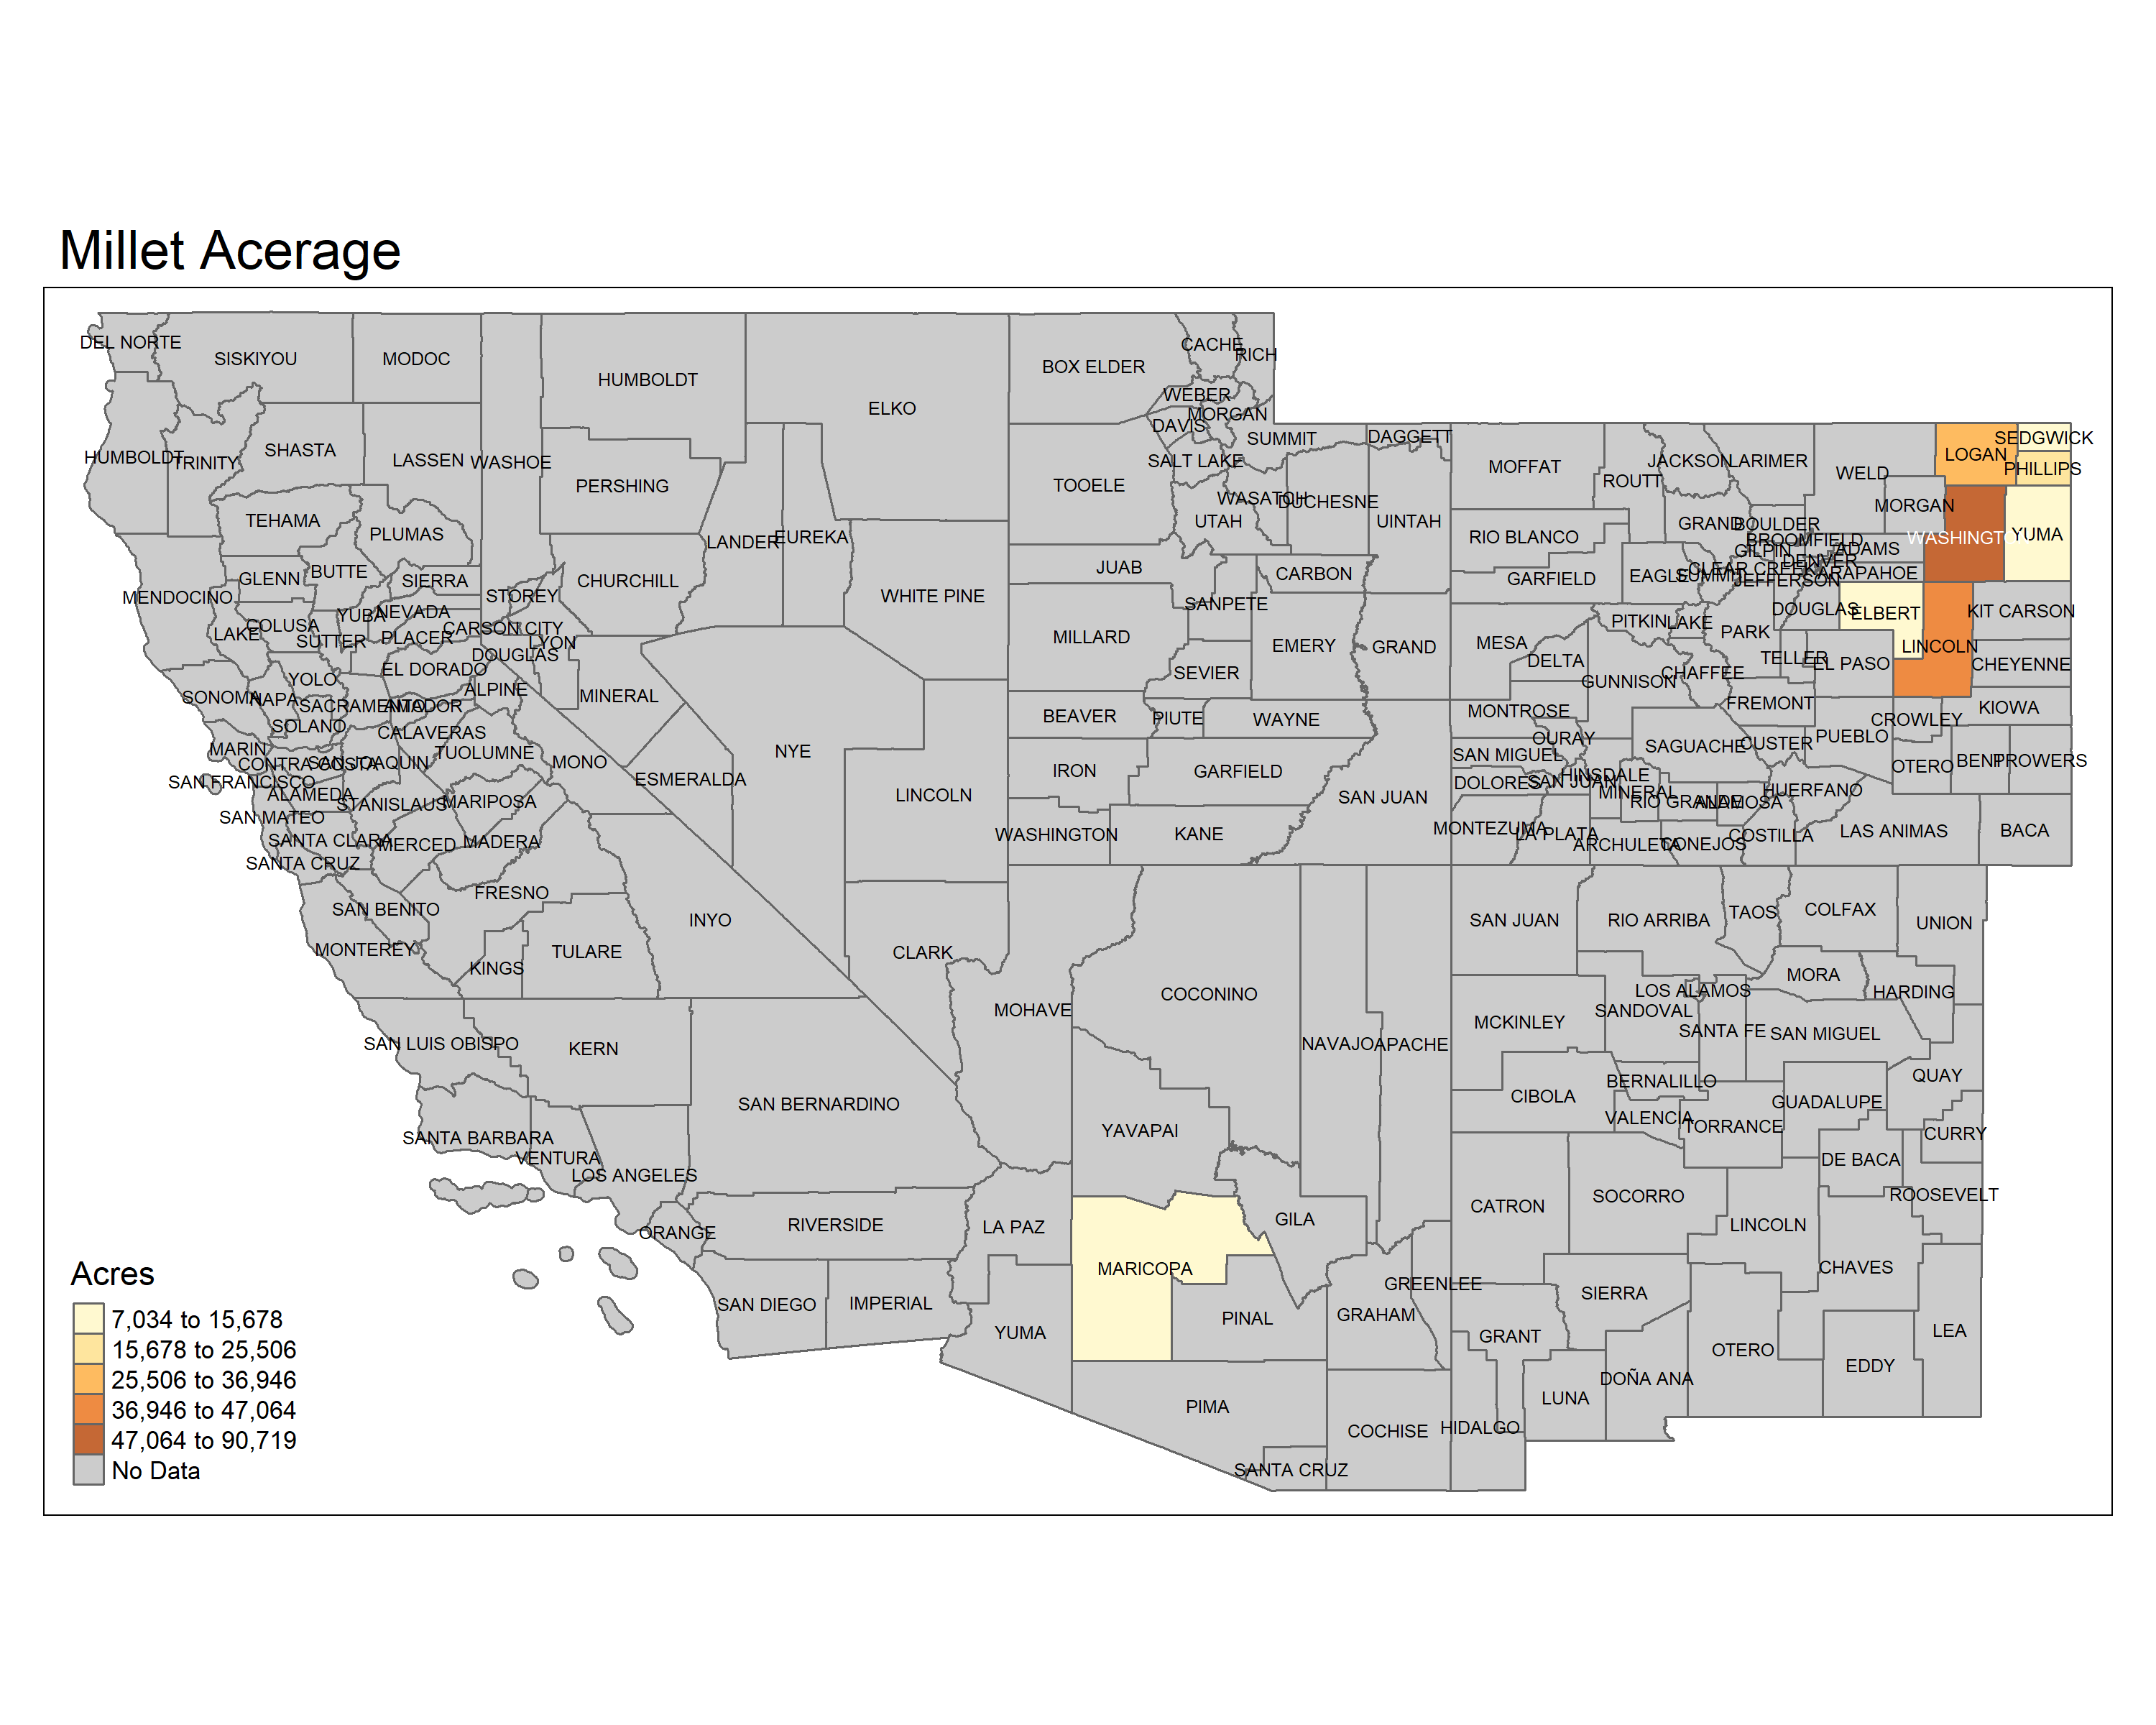 Millet Acerage
DEL NORTE
SISKIYOU
MODOC
HUMBOLDT
ELKO
BOX ELDER
CACHE
RICH
WEBER
MORGAN
DAVIS
SUMMIT
DAGGETT
HUMBOLDT
TRINITY
SHASTA
LASSEN
WASHOE
PERSHING
TOOELE
SALT LAKE
WASATCH
DUCHESNE
UTAH
UINTAH
MOFFAT
ROUTT
JACKSON
LARIMER
WELD
LOGAN
SEDGWICK
PHILLIPS
MORGAN
TEHAMA
PLUMAS
LANDER
EUREKA
JUAB
CARBON
RIO BLANCO
GRAND
BOULDER
BROOMFIELD
GILPIN
ADAMS
DENVER
WASHINGTON
YUMA
GLENN
BUTTE
SIERRA
STOREY
CHURCHILL
WHITE PINE
SANPETE
GARFIELD
EAGLE
SUMMIT
CLEAR CREEK
JEFFERSON
ARAPAHOE
MENDOCINO
LAKE
COLUSA
YUBA
NEVADA
SUTTER
PLACER
CARSON CITY
LYON
DOUGLAS
MILLARD
EMERY
GRAND
MESA
PITKIN
LAKE
PARK
DOUGLAS
ELBERT
KIT CARSON
LINCOLN
EL DORADO
YOLO
ALPINE
MINERAL
SEVIER
DELTA
GUNNISON
CHAFFEE
TELLER
EL PASO
CHEYENNE
SONOMA
NAPA
SACRAMENTO
AMADOR
SOLANO
CALAVERAS
BEAVER
PIUTE
WAYNE
MONTROSE
FREMONT
CROWLEY
KIOWA
MARIN
CONTRA COSTA
SAN JOAQUIN
TUOLUMNE
MONO
NYE
OURAY
SAN MIGUEL
SAGUACHE
CUSTER
PUEBLO
SAN FRANCISCO
ALAMEDA
STANISLAUS
MARIPOSA
ESMERALDA
LINCOLN
IRON
GARFIELD
SAN JUAN
DOLORES
SAN JUAN
HINSDALE
MINERAL
RIO GRANDE
ALAMOSA
HUERFANO
OTERO
BENT
PROWERS
SAN MATEO
SANTA CLARA
MERCED
MADERA
WASHINGTON
KANE
MONTEZUMA
LA PLATA
ARCHULETA
CONEJOS
COSTILLA
LAS ANIMAS
BACA
SANTA CRUZ
FRESNO
SAN BENITO
INYO
SAN JUAN
RIO ARRIBA
TAOS
COLFAX
UNION
MONTEREY
KINGS
TULARE
CLARK
COCONINO
MORA
HARDING
MOHAVE
LOS ALAMOS
SANDOVAL
MCKINLEY
SANTA FE
SAN MIGUEL
SAN LUIS OBISPO
KERN
NAVAJO
APACHE
BERNALILLO
QUAY
SAN BERNARDINO
CIBOLA
GUADALUPE
VALENCIA
TORRANCE
SANTA BARBARA
YAVAPAI
CURRY
VENTURA
LOS ANGELES
DE BACA
RIVERSIDE
LA PAZ
GILA
CATRON
SOCORRO
LINCOLN
ROOSEVELT
ORANGE
MARICOPA
GREENLEE
SIERRA
CHAVES
SAN DIEGO
IMPERIAL
YUMA
PINAL
GRAHAM
GRANT
OTERO
LEA
EDDY
DOÑA ANA
PIMA
LUNA
COCHISE
HIDALGO
SANTA CRUZ
Acres
7,034 to 15,678
15,678 to 25,506
25,506 to 36,946
36,946 to 47,064
47,064 to 90,719
No Data